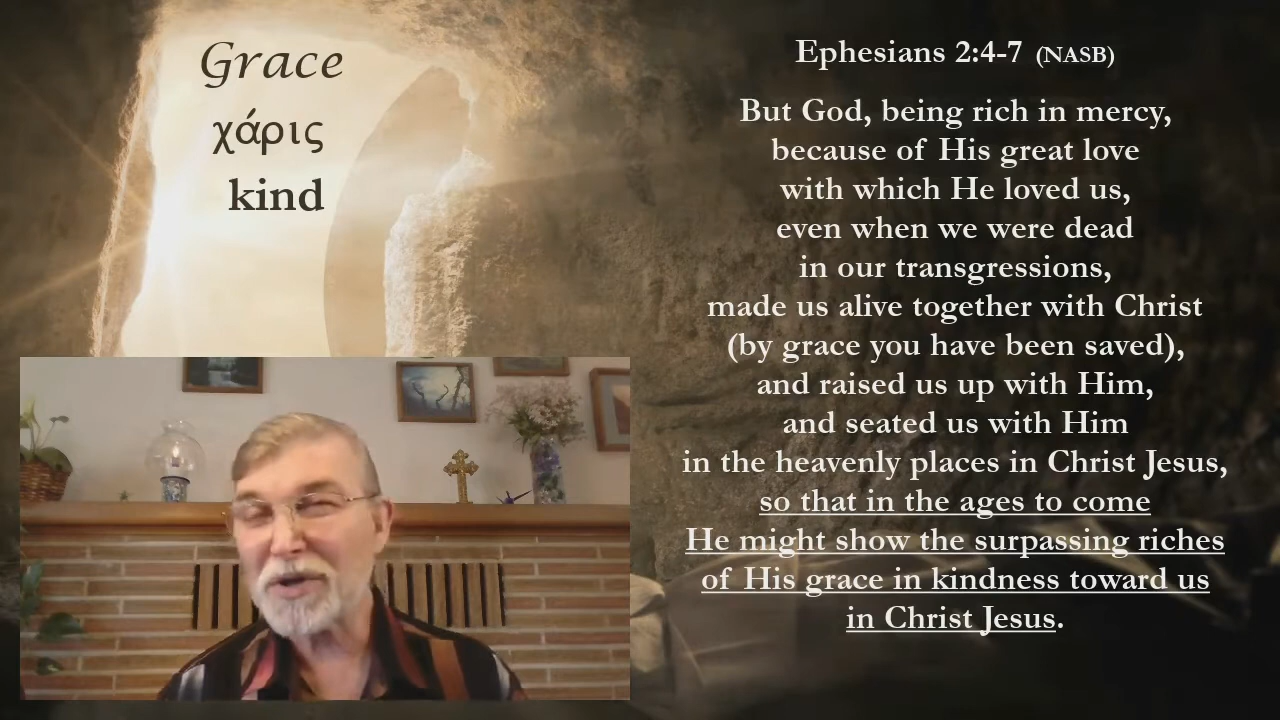 Grace
χάρις
kind
Ephesians 2:4-7 (NASB)
But God, being rich in mercy,
because of His great love
with which He loved us,
even when we were dead
in our transgressions,
made us alive together with Christ
(by grace you have been saved),
and raised us up with Him,
and seated us with Him
in the heavenly places in Christ Jesus,
so that in the ages to come
He might show the surpassing riches
of His grace in kindness toward us
in Christ Jesus.